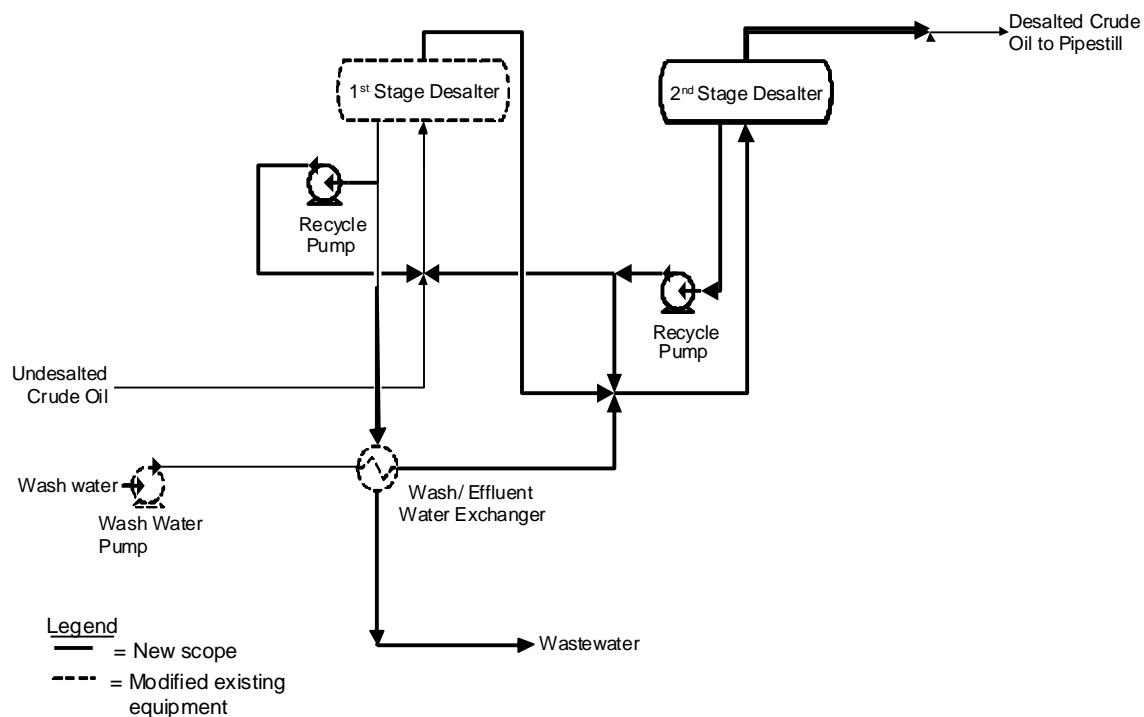 Desalted Crude
Oil to Pipestill
1st Stage Desalter
2nd Stage Desalter
Recycle
Pump
Recycle
Pump
Undesalted
Crude Oil
Wash water
Wash Water
Pump
Wash/ Effluent
Water Exchanger
Wastewater
Legend
= New scope
= Modified existing
equipment